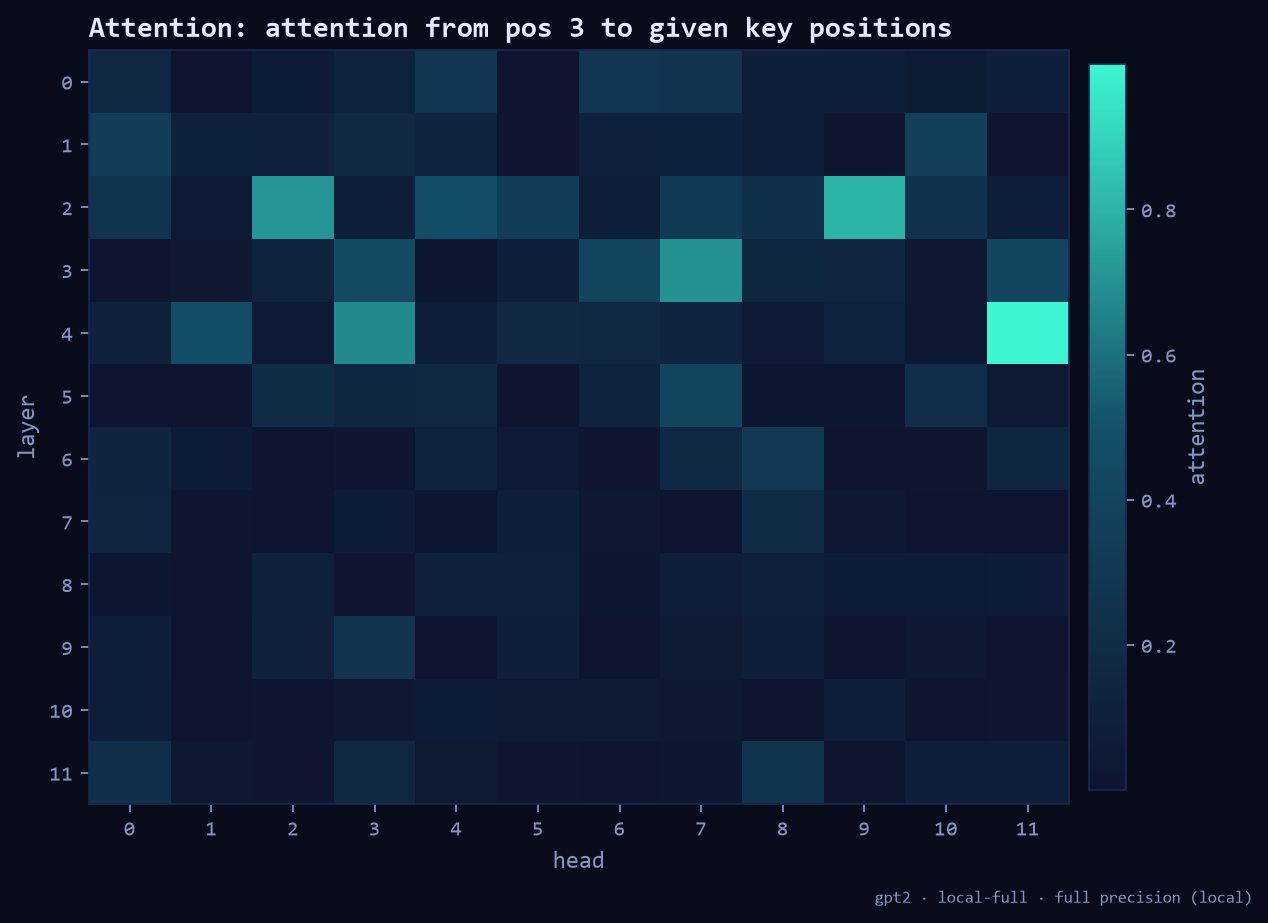 Attention: attention from pos 3 to given key positions
layer
0
1
2
3
4
5
6
7
8
9
10
11
0 1 2 3 4 5 6 7 8 9 10 11
head
0.8
0.6
0.4
0.2
attention
gpt2 · local-full · full precision (local)